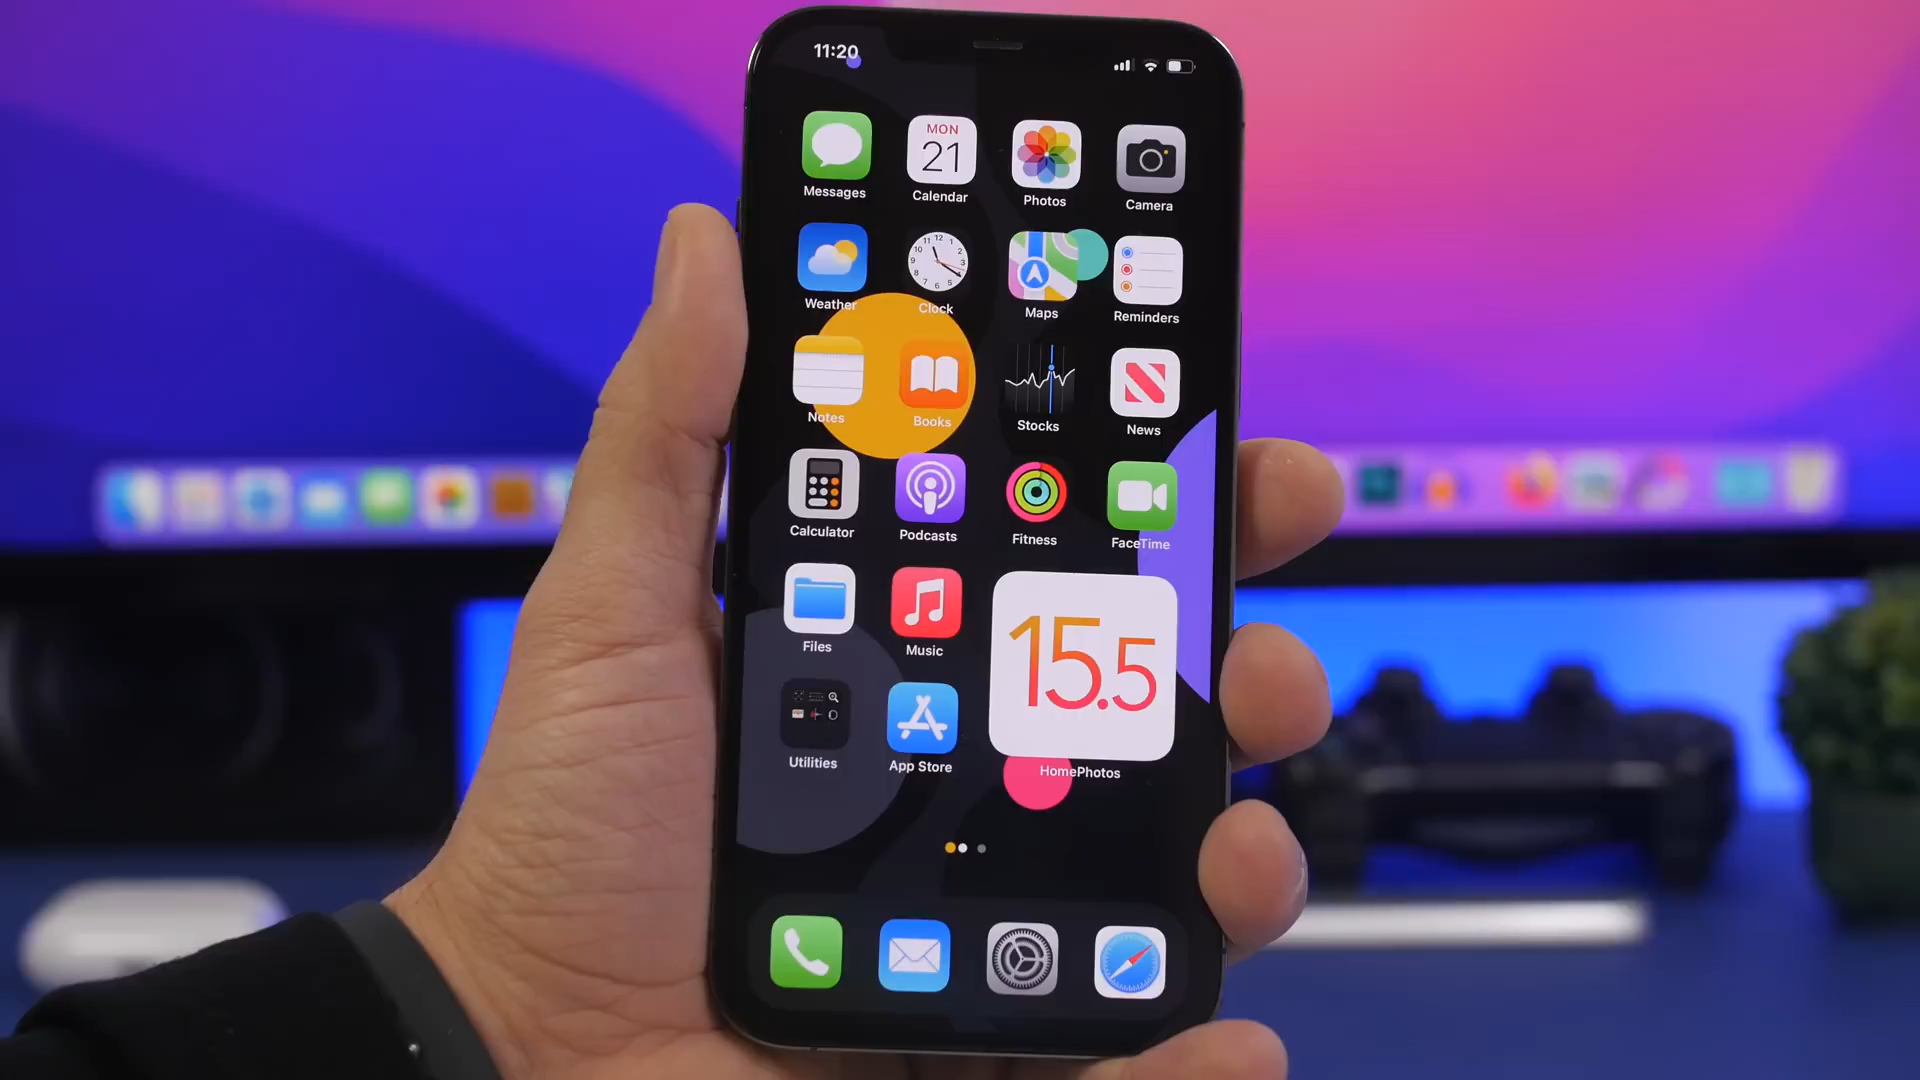 11:20
MON
21
Messages
Calendar
Photos
Camera
Weather
Clock
Maps
Reminders
Notes
Books
Stocks
News
Calculator
Podcasts
Fitness
FaceTime
Files
Music
15.5
Utilities
App Store
HomePhotos